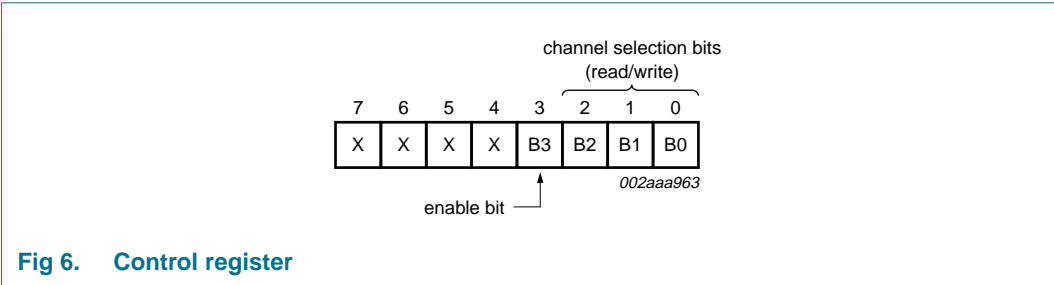 channel selection bits
(read/write)
7 6 5 4 3 2 1 0
X X X X B3 B2 B1 B0
002aaa963
enable bit
Fig 6. Control register